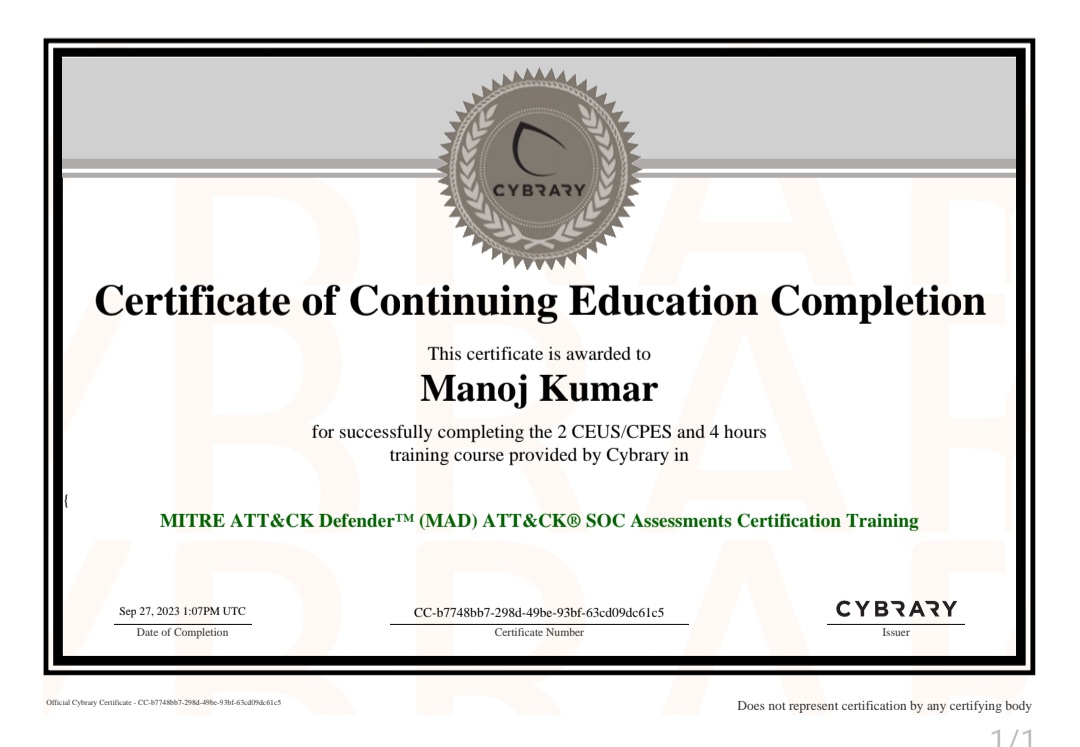 CYBRARY
Certificate of Continuing Education Completion
This certificate is awarded to
Manoj Kumar
for successfully completing the 2 CEUS/CPES and 4 hours
training course provided by Cybrary in
{
MITRE ATT&CK Defender™ (MAD) ATT&CK® SOC Assessments Certification Training
Sep 27, 2023 1:07PM UTC
Date of Completion
CC-b7748bb7-298d-49be-93bf-63cd09dc61c5
Certificate Number
CYBRARY
Issuer
Official Cybrary Certificate - CC-b7748bb7-298d-49be-93bf-63cd09dc61c5
Does not represent certification by any certifying body
1/1